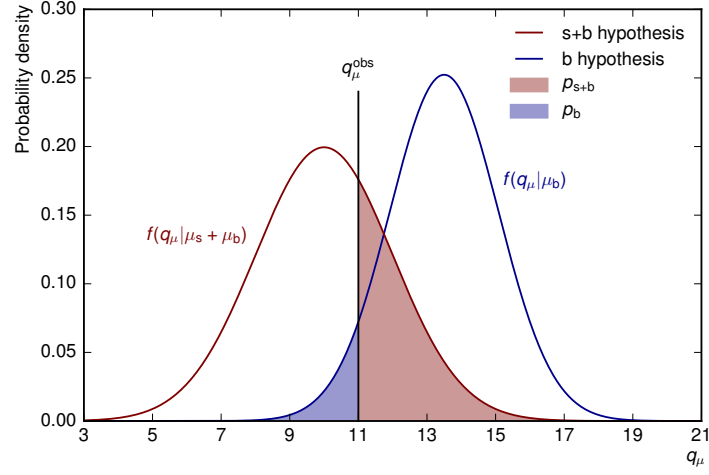 0.30
0.25
0.20
0.15
0.10
0.05
0.00
Probability density
s+b hypothesis
b hypothesis
p_{s+b}
p_b
q_μ^{obs}
f(q_μ|μ_b)
f(q_μ|μ_s + μ_b)
3 5 7 9 11 13 15 17 19 21
q_μ